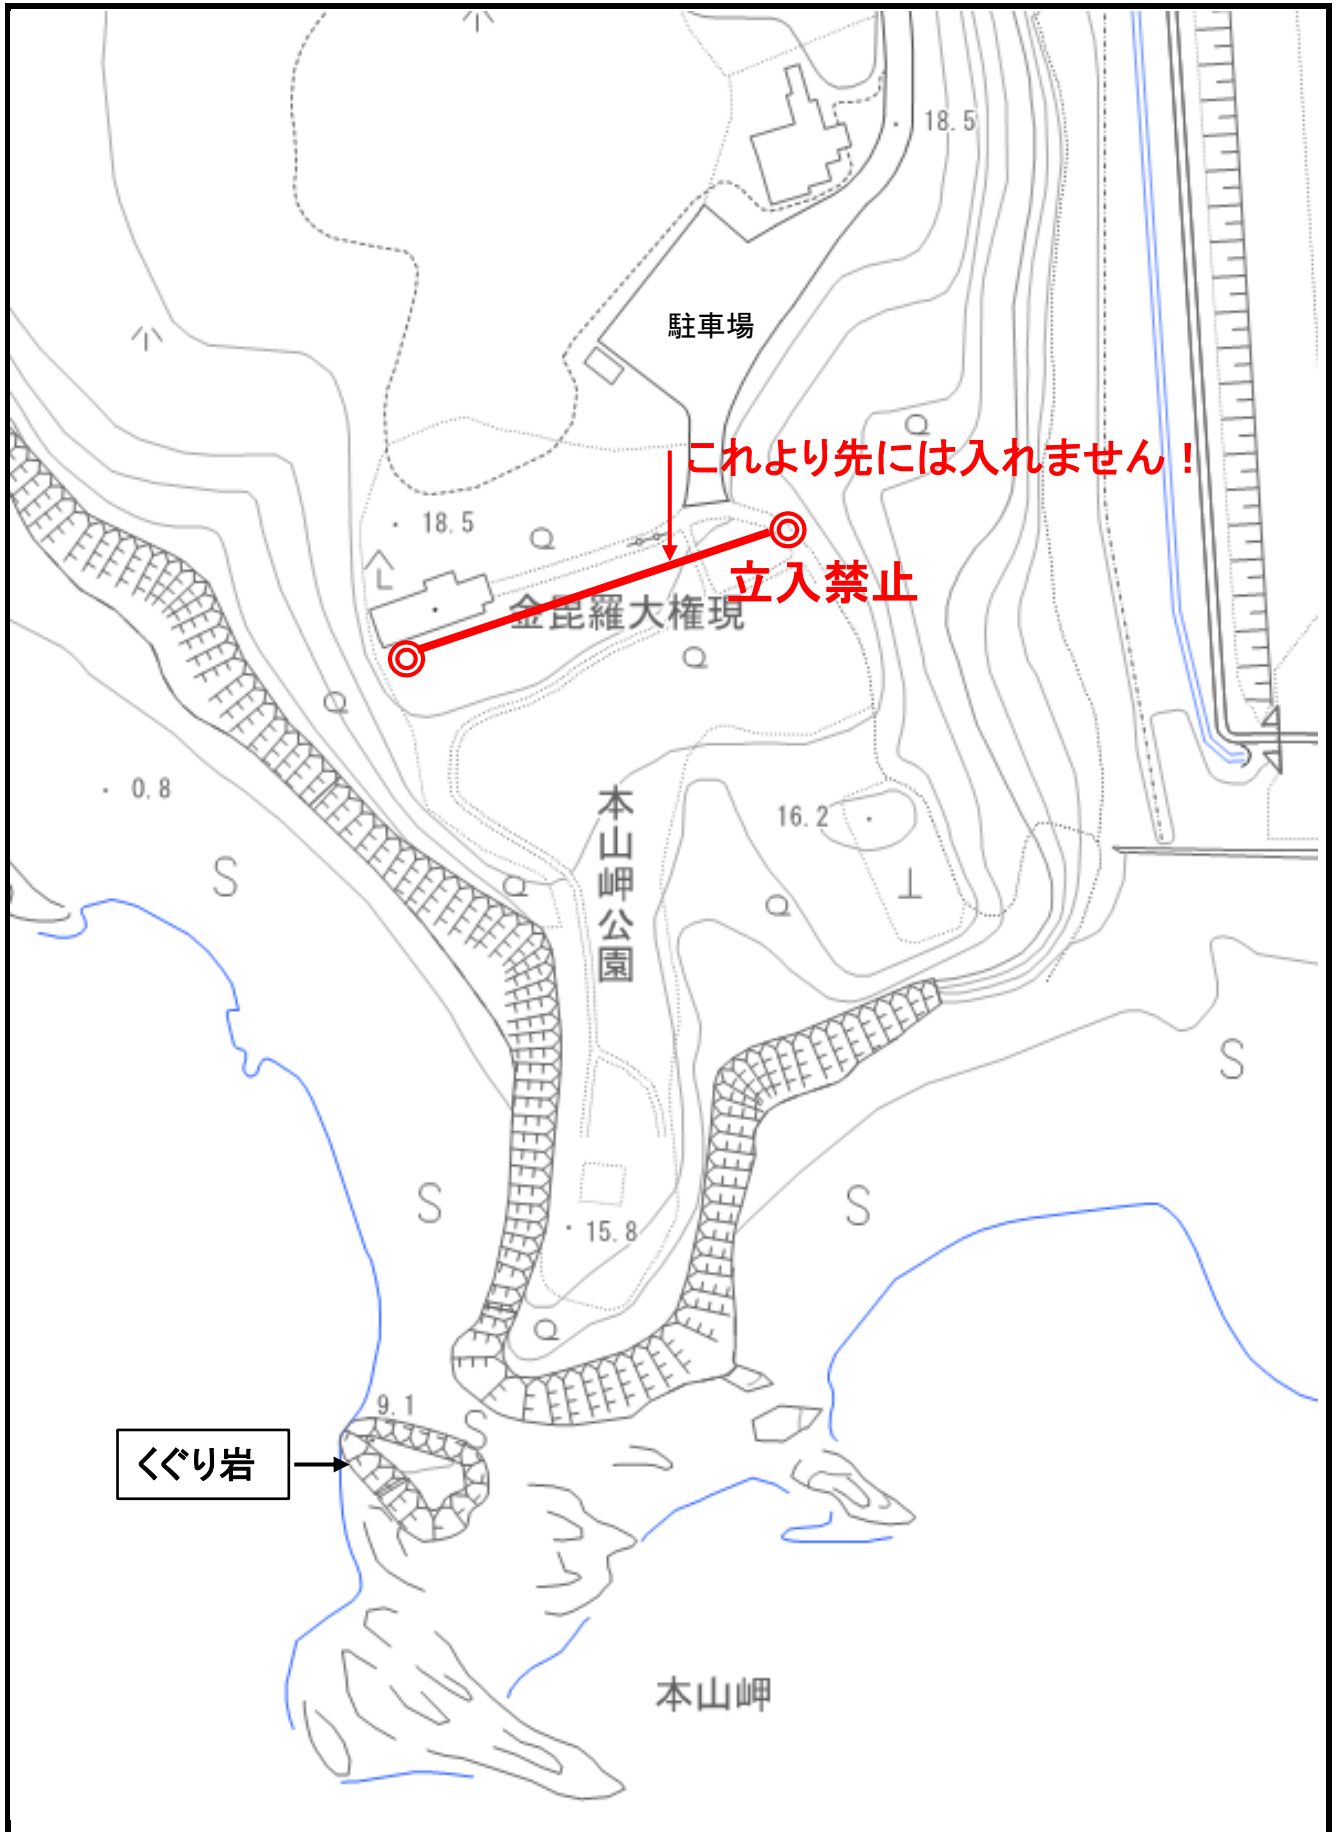 18.5
駐車場
これより先には入れません！
18.5
立入禁止
金毘羅大権現
0.8
本山岬公園
16.2
S
S
S
S
15.8
9.1
S
くぐり岩
本山岬